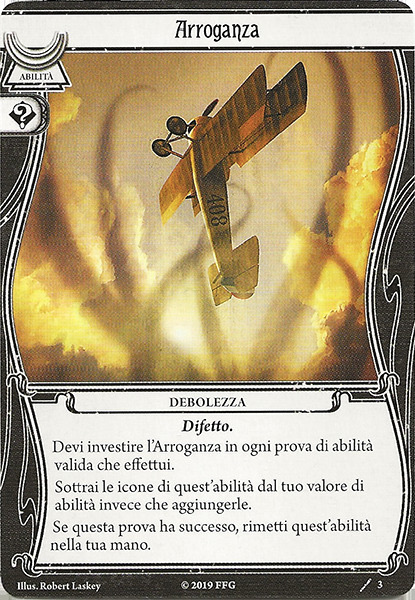 Arroganza
ABILITÀ
?
408
DEBOLEZZA
Difetto.
Devi investire l'Arroganza in ogni prova di abilità
valida che effettui.
Sottrai le icone di quest'abilità dal tuo valore di
abilità invece che aggiungerle.
Se questa prova ha successo, rimetti quest'abilità
nella tua mano.
Illus. Robert Laskey
© 2019 FFG
3